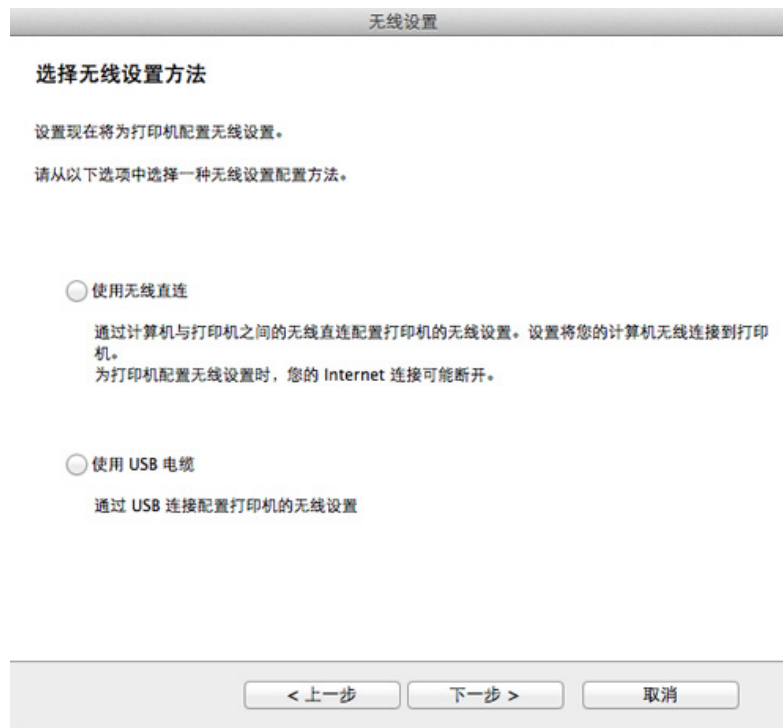 无线设置
选择无线设置方法
设置现在将为打印机配置无线设置。
请从以下选项中选择一种无线设置配置方法。
使用无线直连
通过计算机与打印机之间的无线直连配置打印机的无线设置。设置将您的计算机无线连接到打印
机。
为打印机配置无线设置时，您的 Internet 连接可能断开。
使用 USB 电缆
通过 USB 连接配置打印机的无线设置
< 上一步 下一步 > 取消